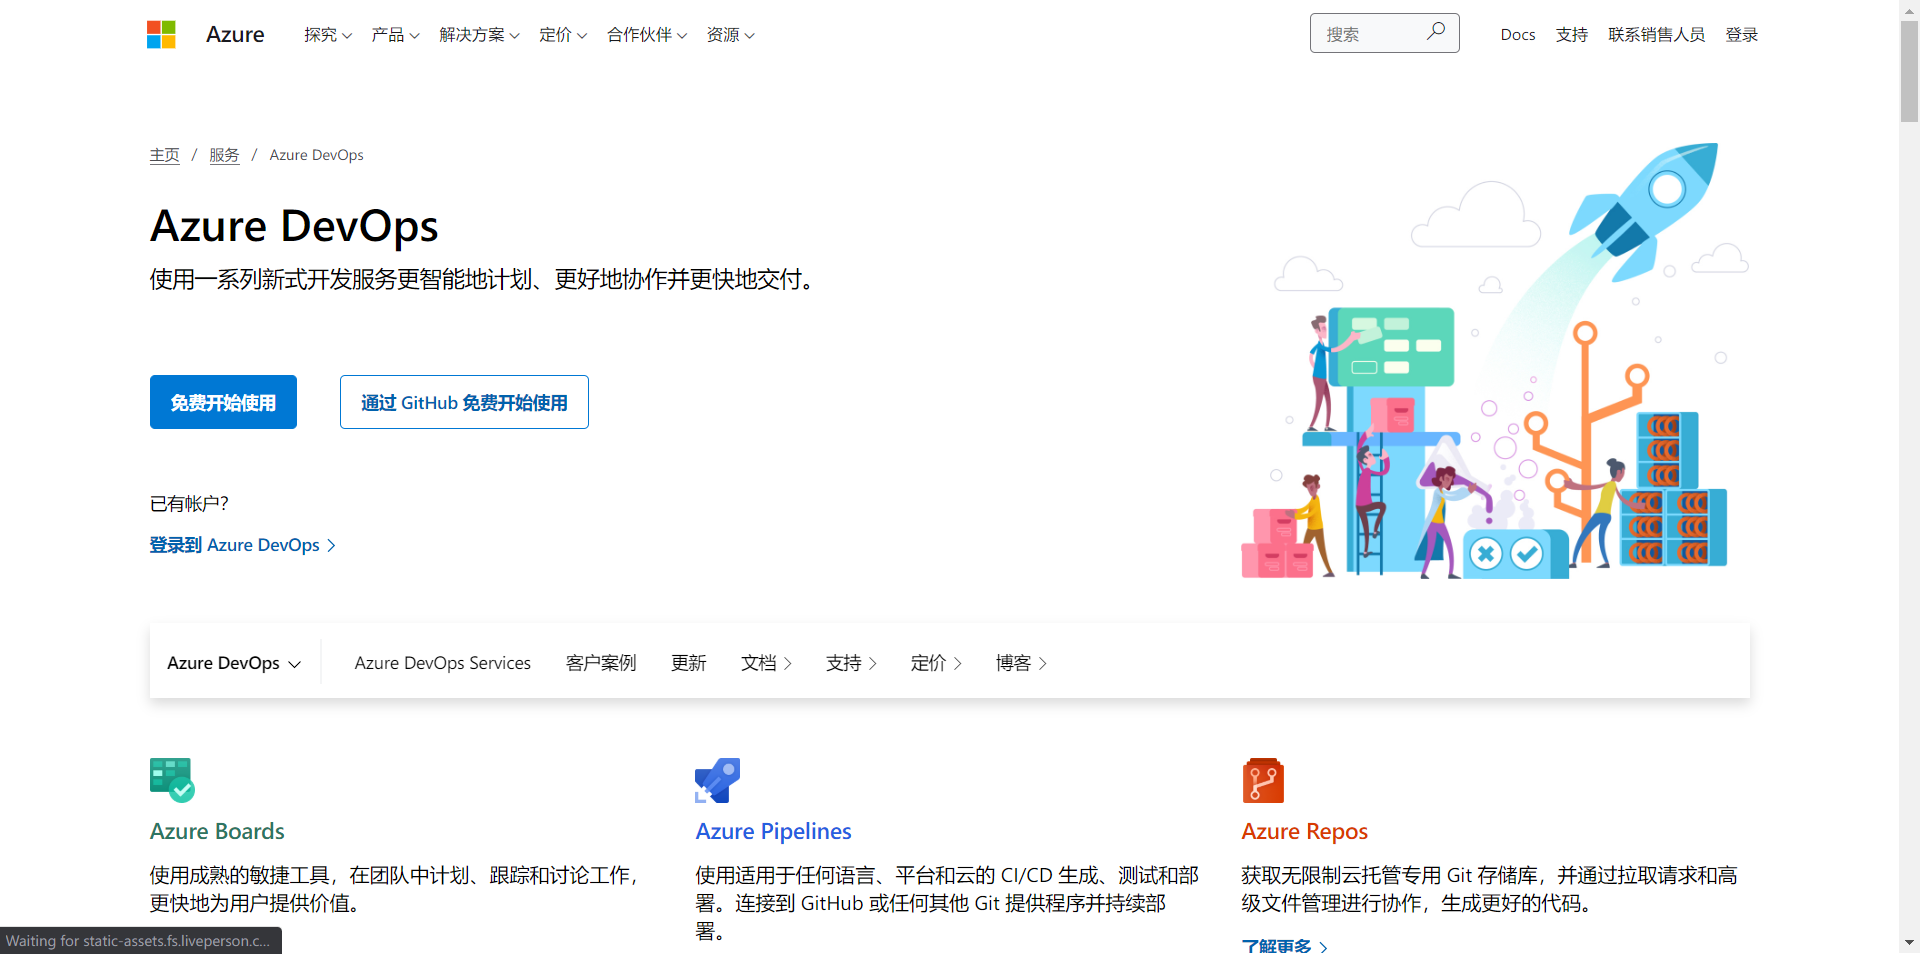 Azure 探究 产品 解决方案 定价 合作伙伴 资源 搜索 Docs 支持 联系销售人员 登录
主页 / 服务 / Azure DevOps
Azure DevOps
使用一系列新式开发服务更智能地计划、更好地协作并更快地交付。
免费开始使用 通过 GitHub 免费开始使用
已有帐户?
登录到 Azure DevOps
Azure DevOps Azure DevOps Services 客户案例 更新 文档 支持 定价 博客
Azure Boards
使用成熟的敏捷工具，在团队中计划、跟踪和讨论工作，
更快地为用户提供价值。
Azure Pipelines
使用适用于任何语言、平台和云的 CI/CD 生成、测试和部
署。连接到 GitHub 或任何其他 Git 提供程序并持续部
署。
Azure Repos
获取无限制云托管专用 Git 存储库，并通过拉取请求和高
级文件管理进行协作，生成更好的代码。
了解更多
Waiting for static-assets.fs.liveperson.c...